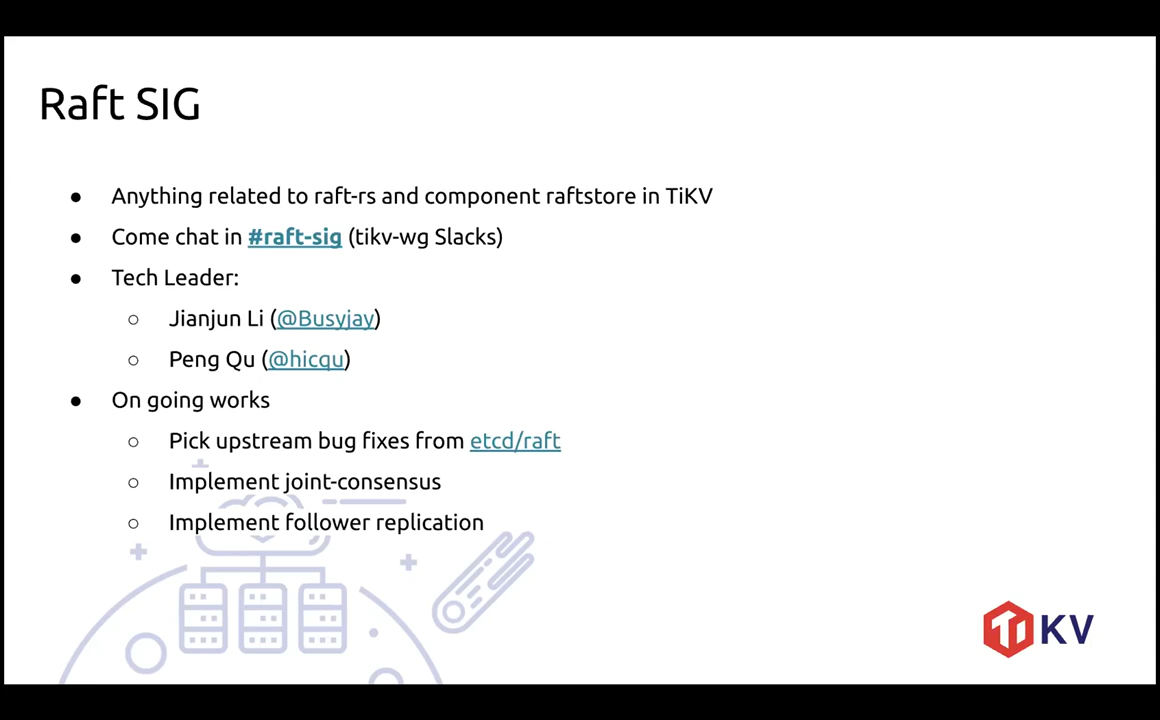 Raft SIG
● Anything related to raft-rs and component raftstore in TiKV
● Come chat in #raft-sig (tikv-wg Slacks)
● Tech Leader:
○ Jianjun Li (@Busyjay)
○ Peng Qu (@hicqu)
● On going works
○ Pick upstream bug fixes from etcd/raft
○ Implement joint-consensus
○ Implement follower replication
Ti KV